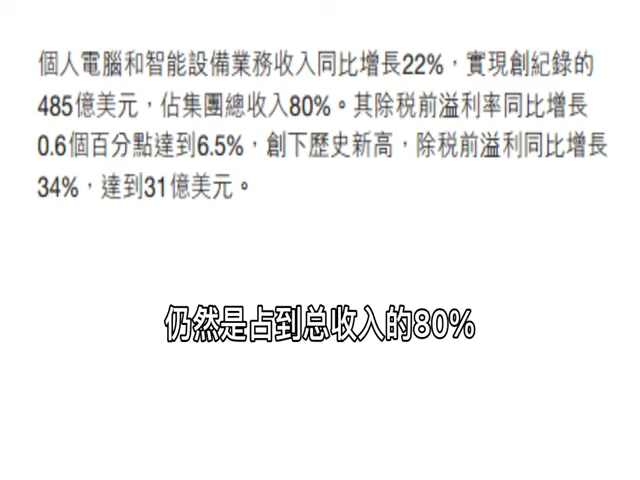 個人電腦和智能設備業務收入同比增長22%，實現創紀錄的
485億美元，佔集團總收入80%。其除税前溢利率同比增長
0.6個百分點達到6.5%，創下歷史新高，除税前溢利同比增長
34%，達到31億美元。
仍然是占到总收入的80%